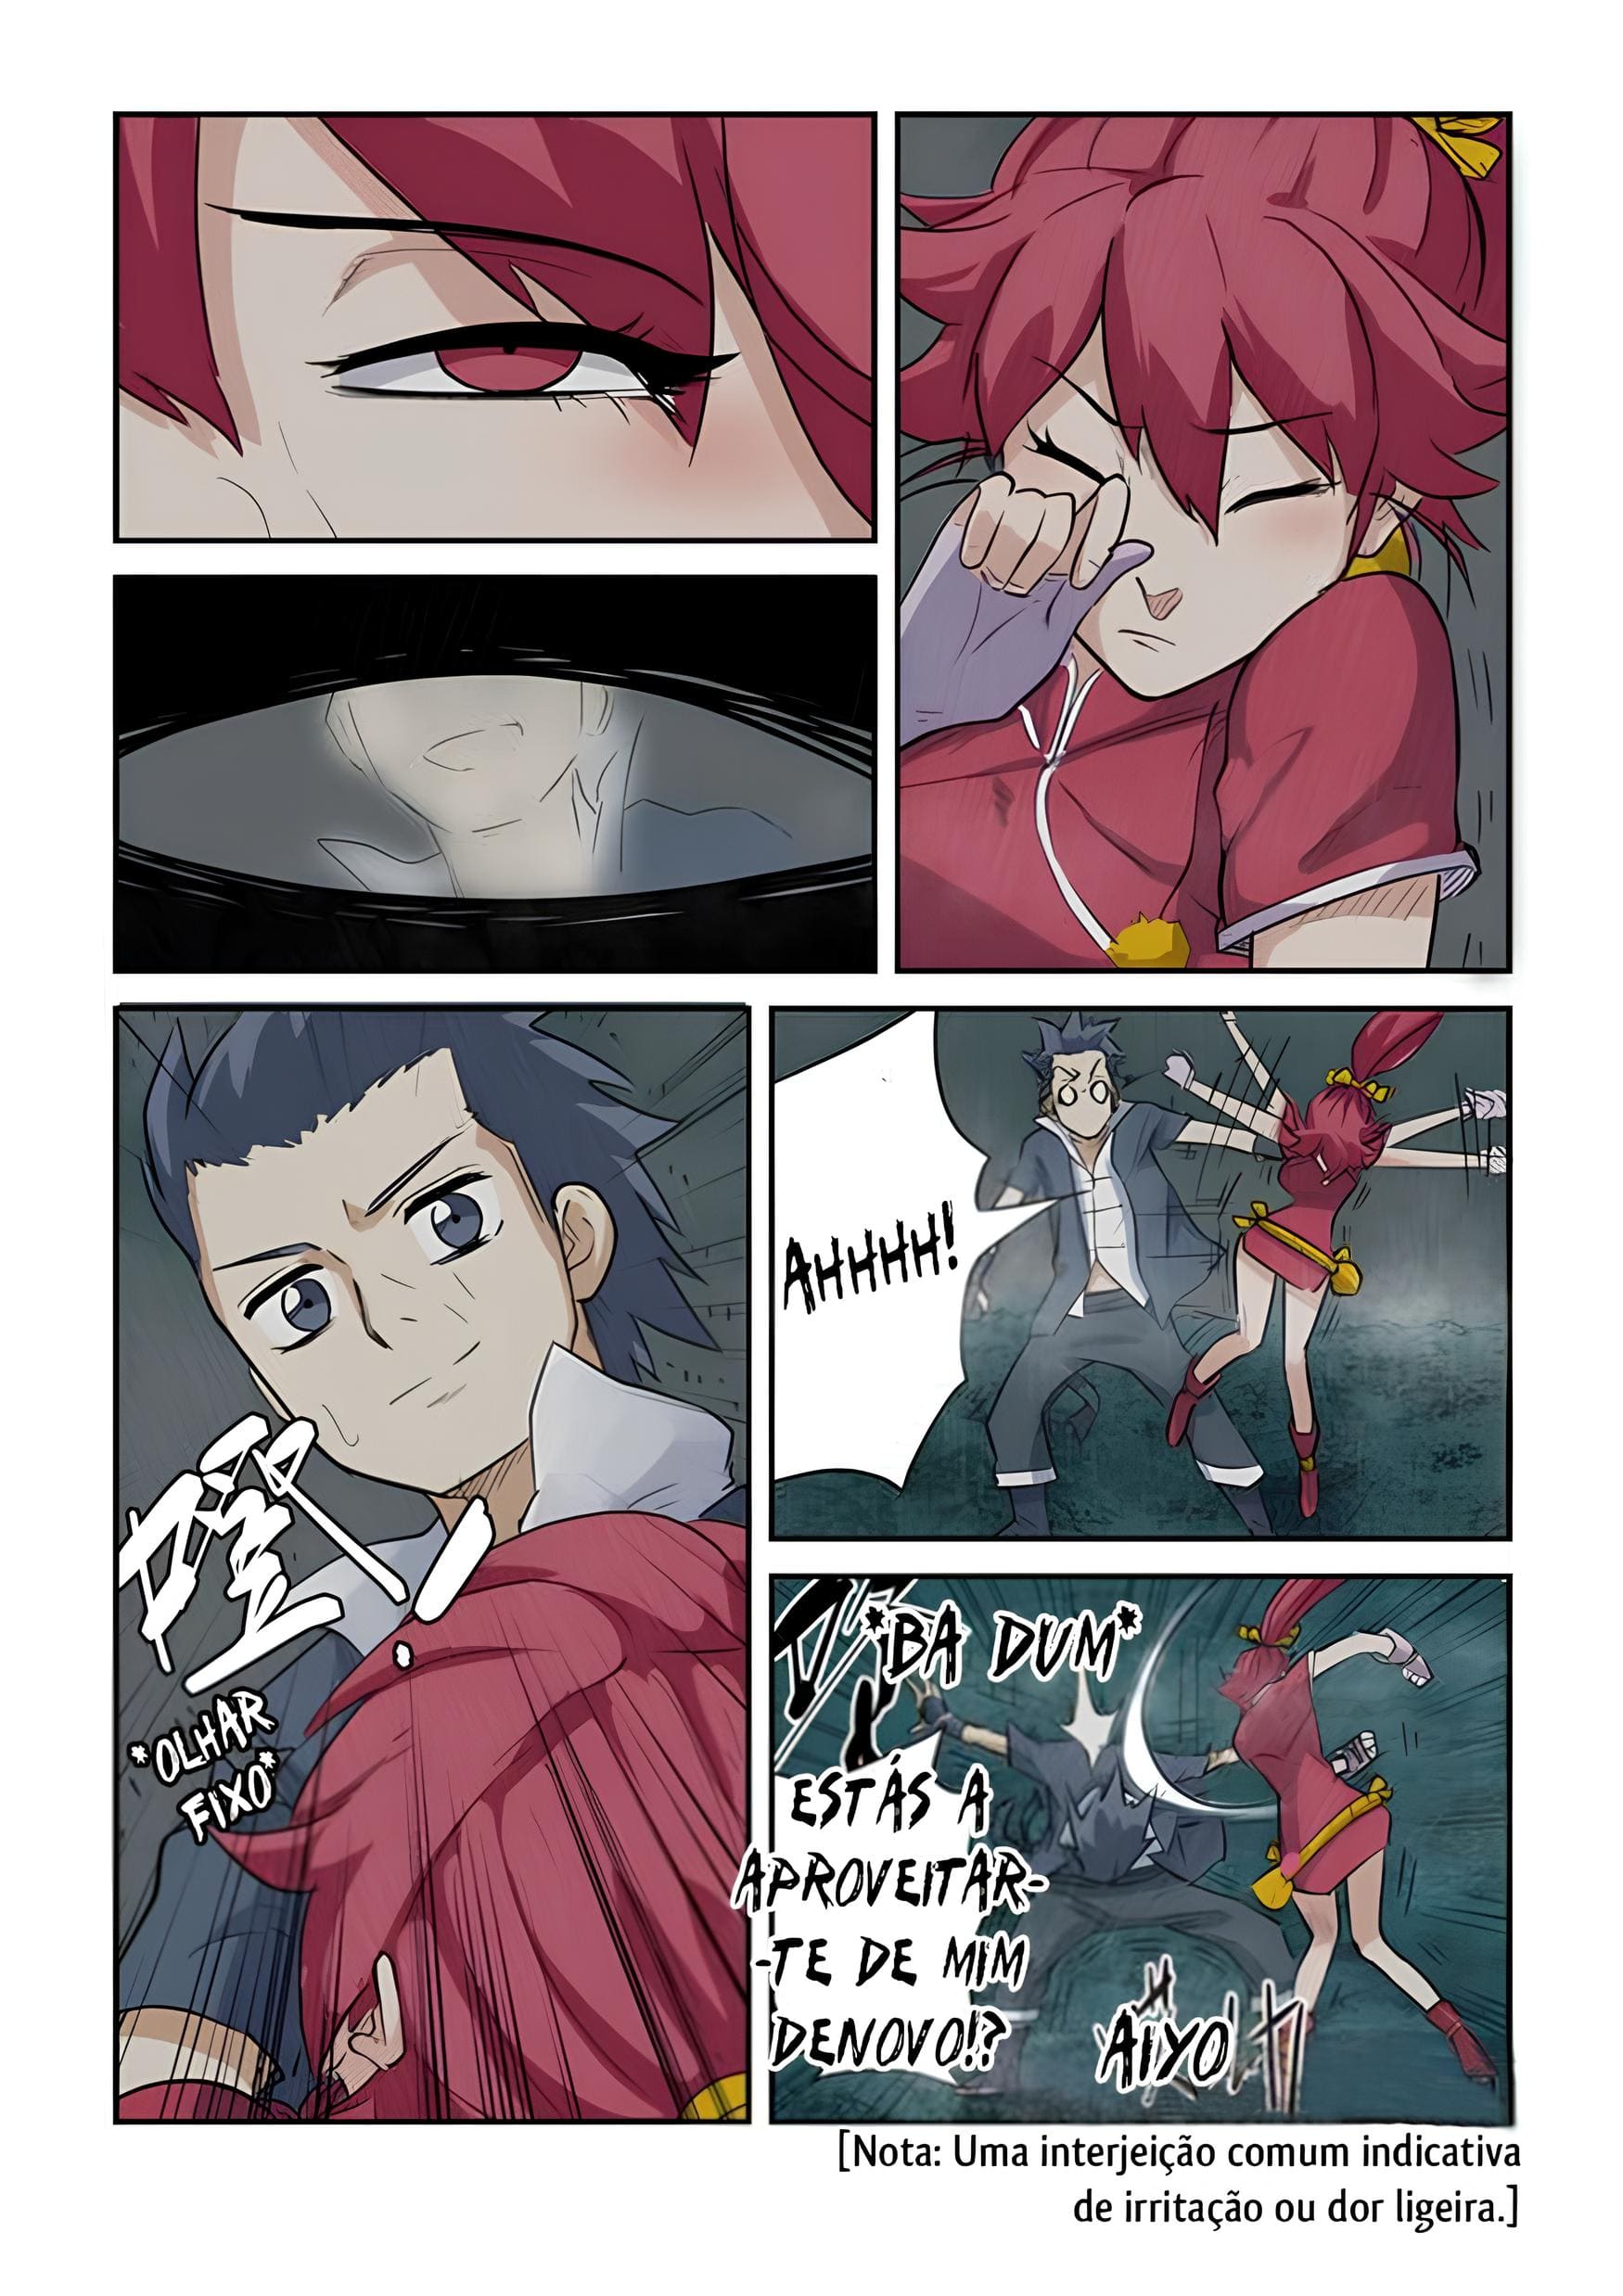 AHHHH!
*OLHAR
FIXO*
*BA DUM*
ESTÁS A
APROVEITAR-
-TE DE MIM
DENOVO!?
AIYO
[Nota: Uma interjeição comum indicativa
de irritação ou dor ligeira.]